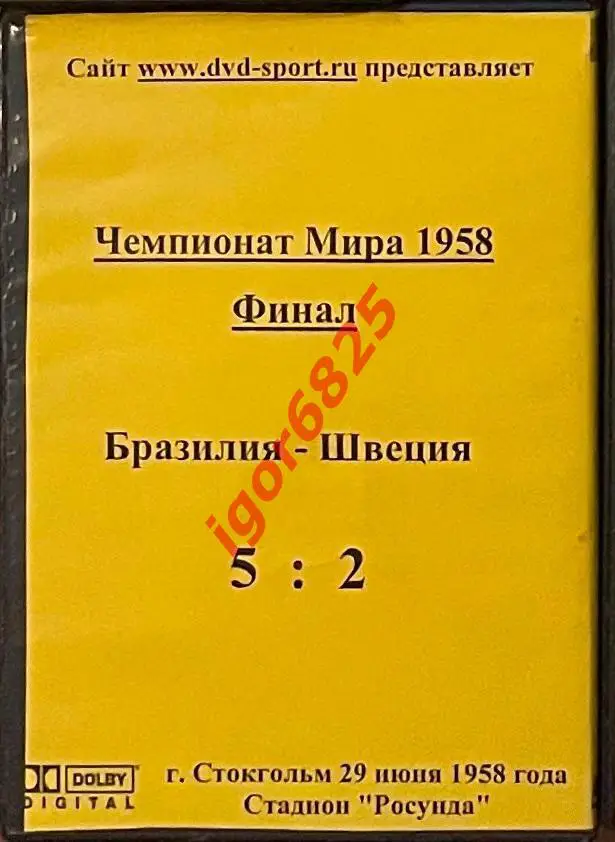 Сайт www.dvd-sport.ru представляет
Чемпионат Мира 1958
Финал
Бразилия - Швеция
igor6825
5 : 2
DOLBY
DIGITAL
г. Стокгольм 29 июня 1958 года
Стадион "Росунда"